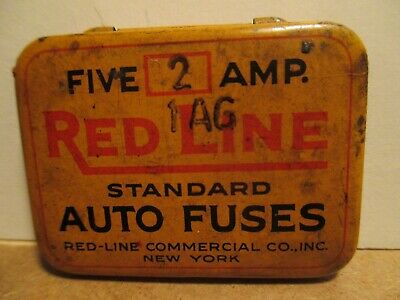 FIVE 2 AMP.
1AG
RED LINE
STANDARD
AUTO FUSES
RED-LINE COMMERCIAL CO., INC.
NEW YORK